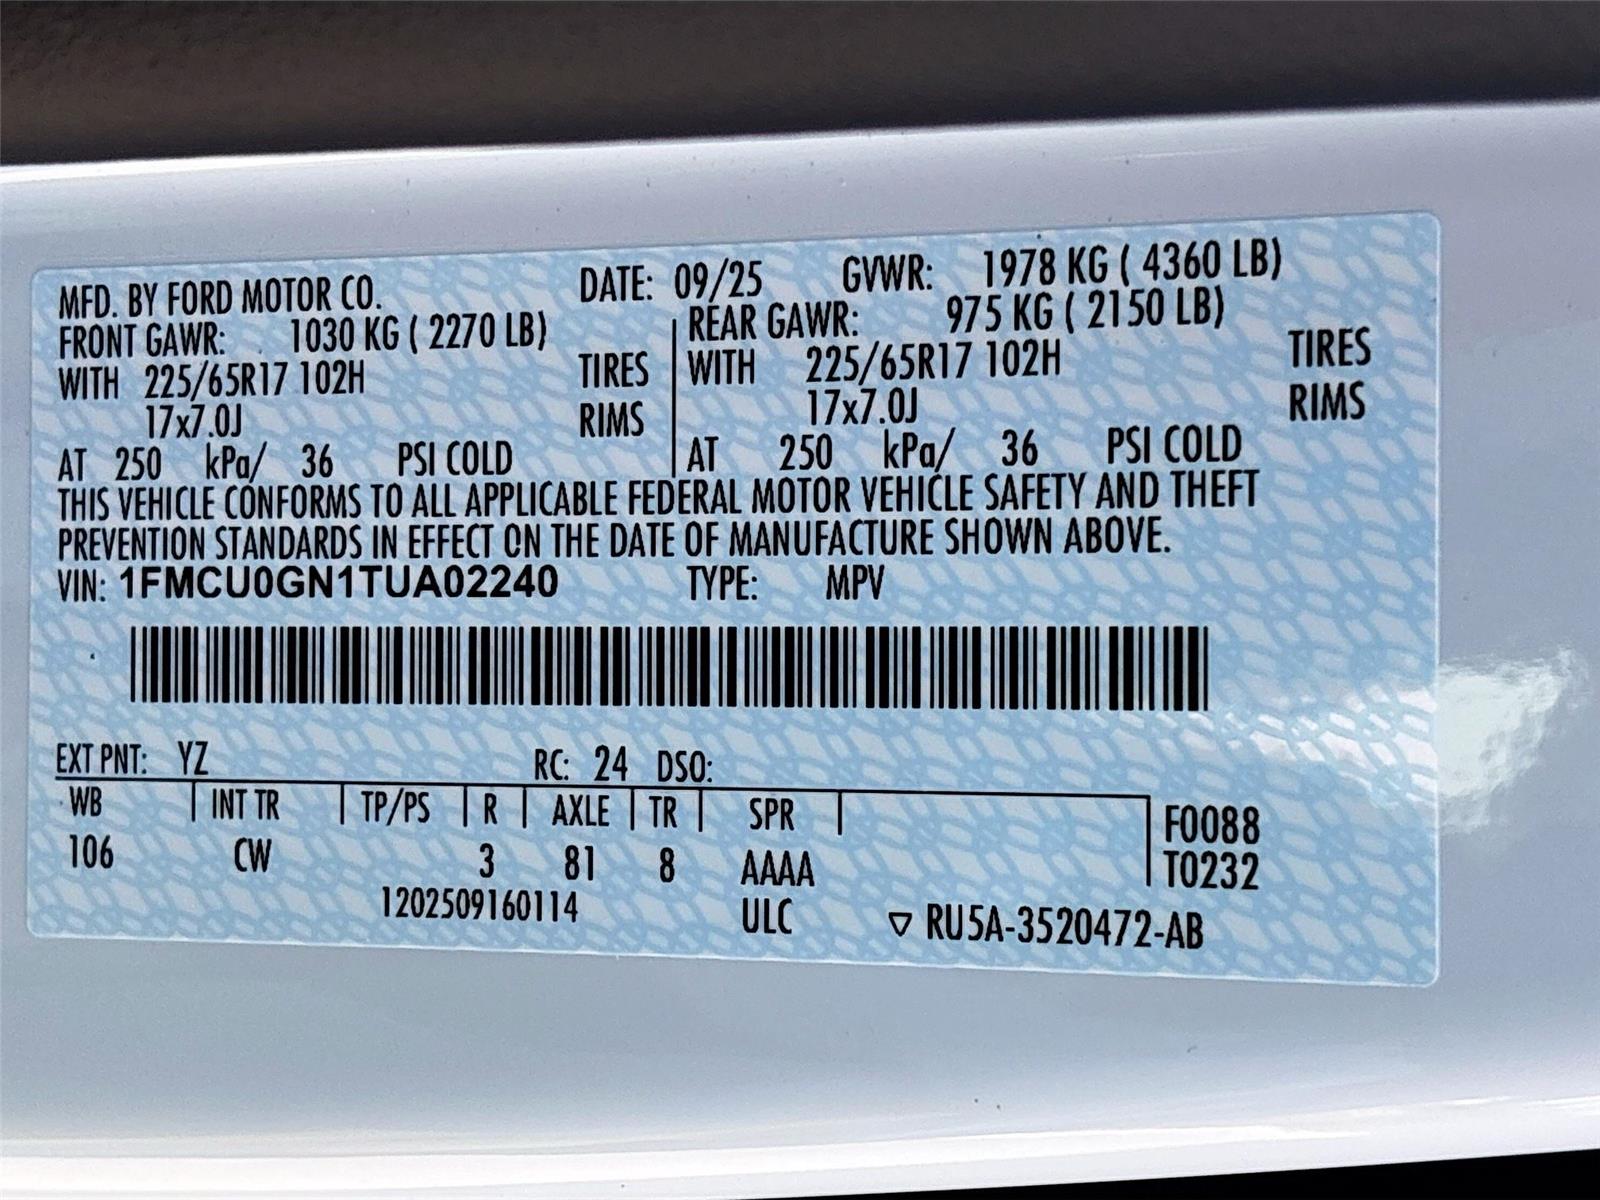 MFD. BY FORD MOTOR CO. DATE: 09/25 GVWR: 1978 KG ( 4360 LB)
FRONT GAWR: 1030 KG ( 2270 LB) REAR GAWR: 975 KG ( 2150 LB)
WITH 225/65R17 102H TIRES WITH 225/65R17 102H TIRES
17x7.0J RIMS 17x7.0J RIMS
AT 250 kPa/ 36 PSI COLD AT 250 kPa/ 36 PSI COLD
THIS VEHICLE CONFORMS TO ALL APPLICABLE FEDERAL MOTOR VEHICLE SAFETY AND THEFT
PREVENTION STANDARDS IN EFFECT ON THE DATE OF MANUFACTURE SHOWN ABOVE.
VIN: 1FMCU0GN1TUA02240 TYPE: MPV
EXT PNT: YZ RC: 24 DSO:
WB INT TR TP/PS R AXLE TR SPR F0088
106 CW 3 81 8 AAAA T0232
1202509160114 ULC ▽ RU5A-3520472-AB